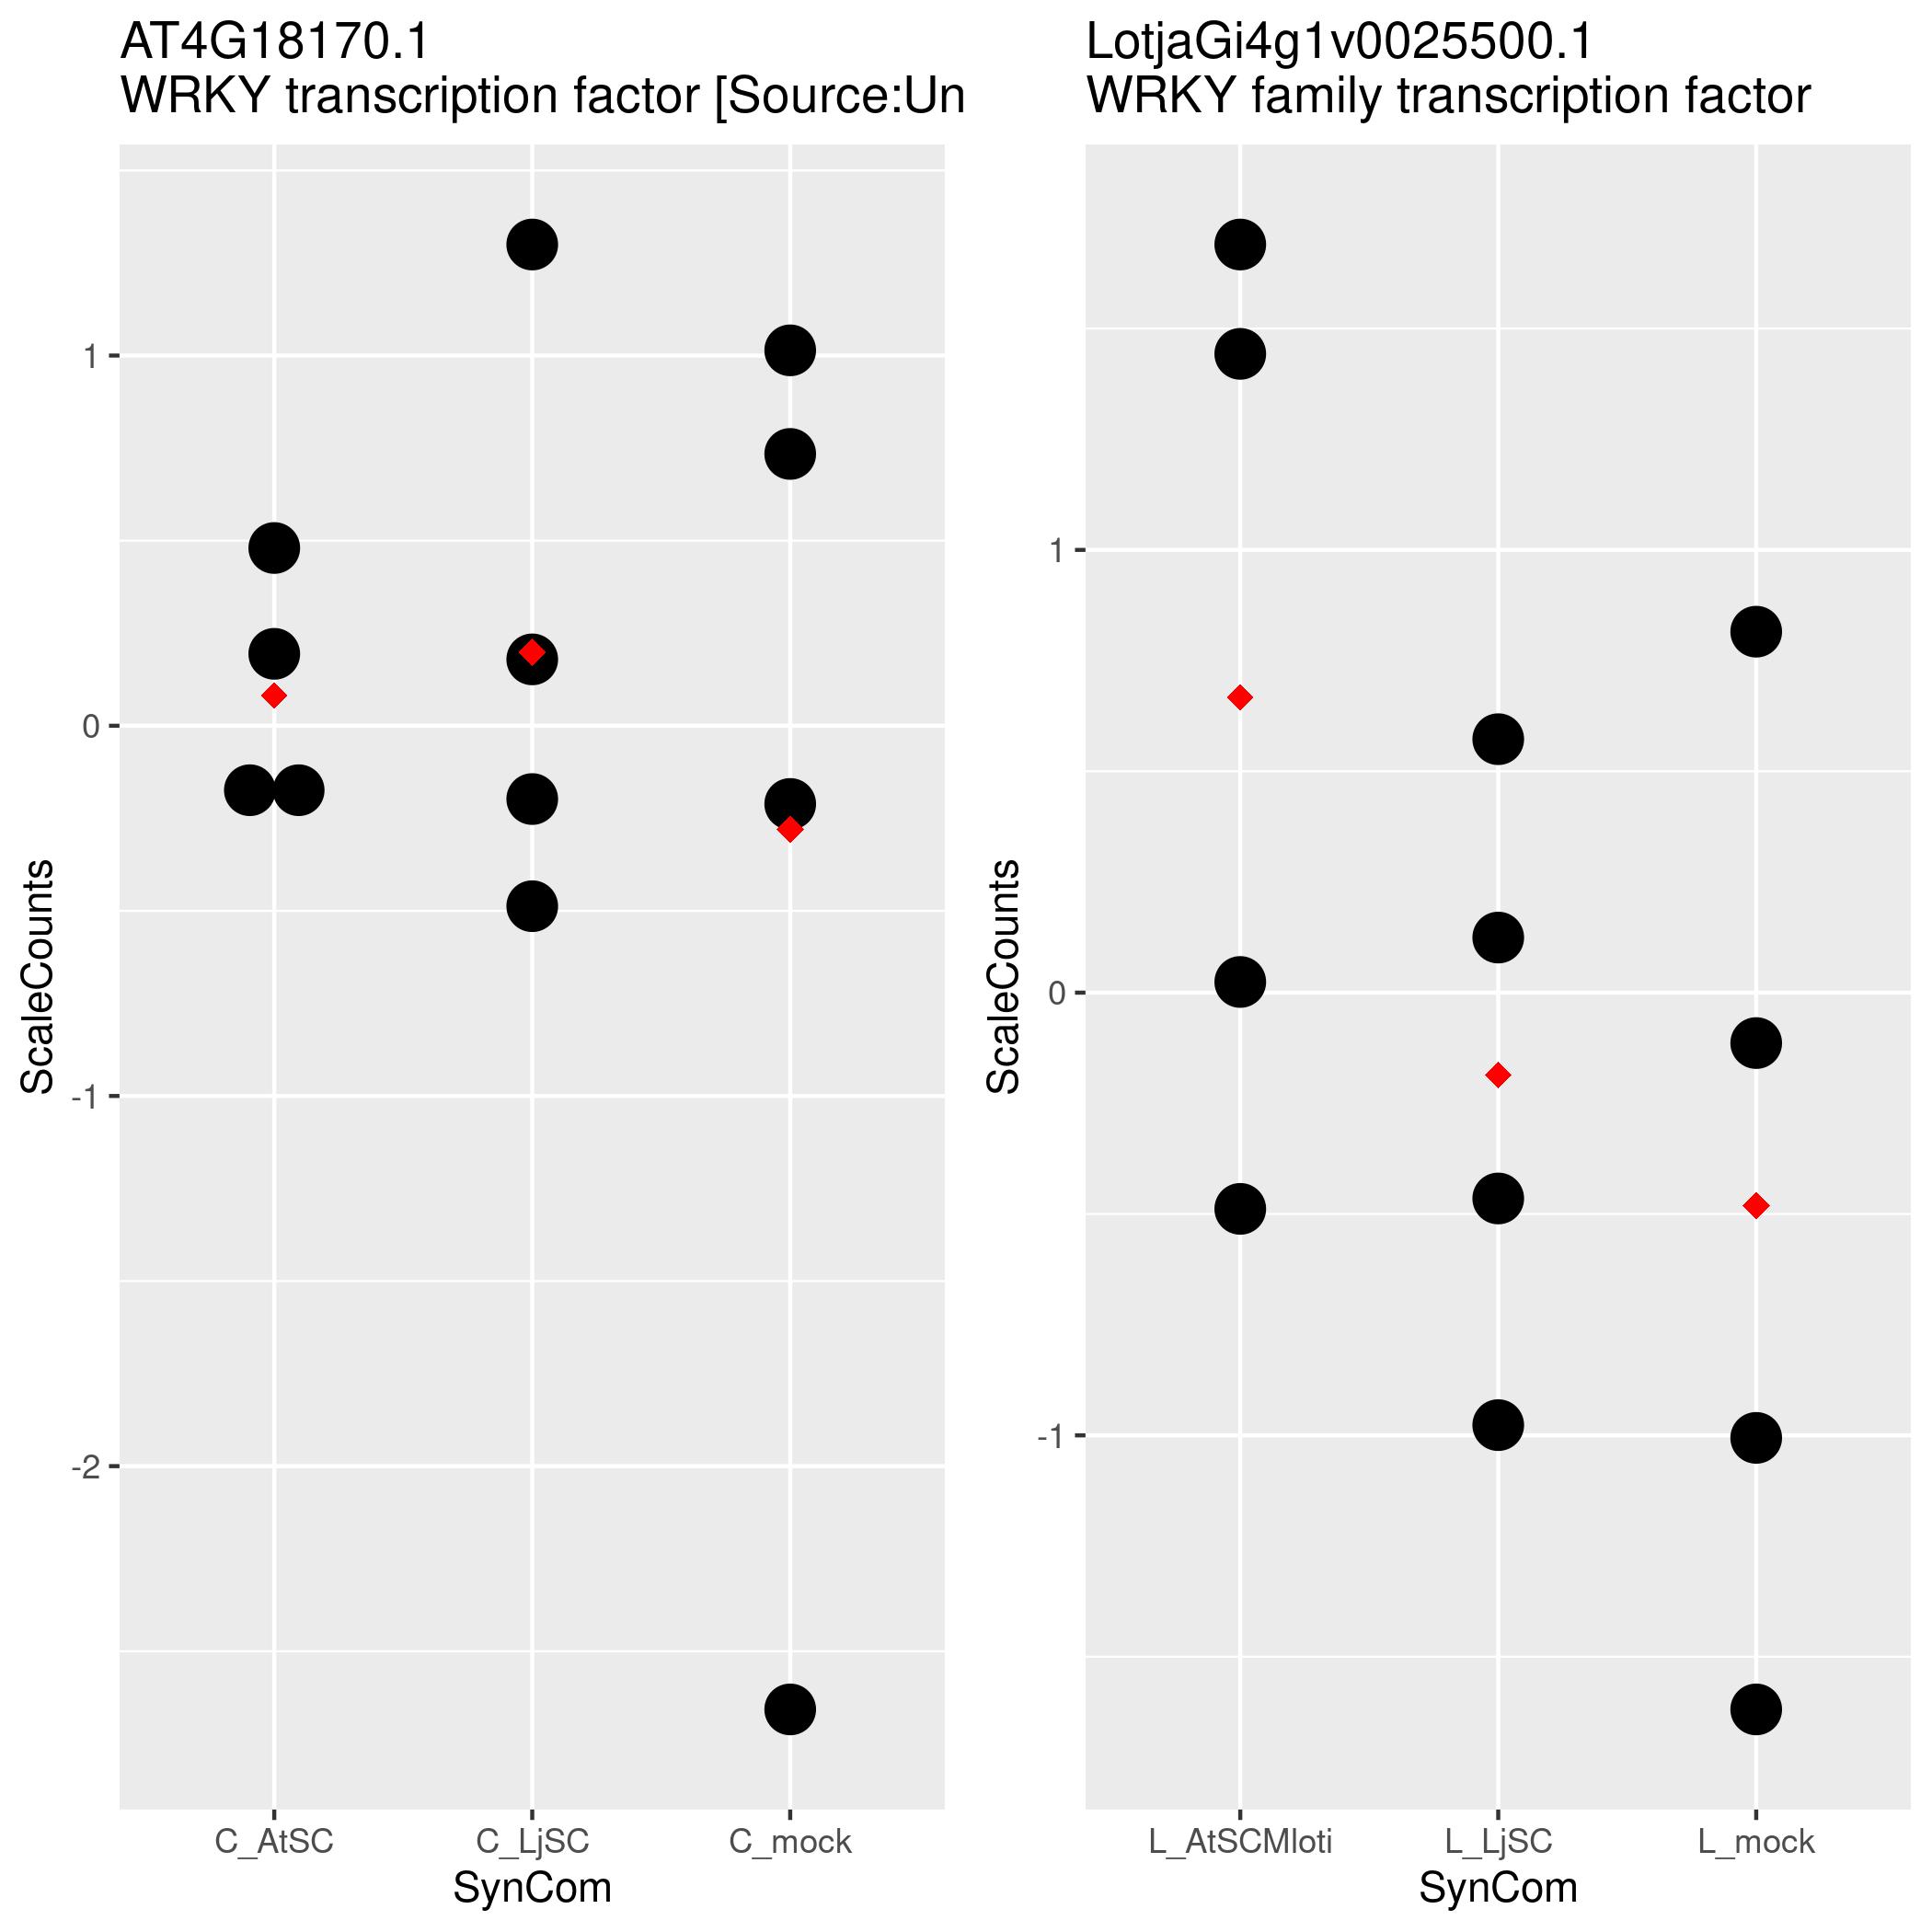 AT4G18170.1
WRKY transcription factor [Source:Un
ScaleCounts
1
0
-1
-2
C_AtSC
C_LjSC
C_mock
SynCom
LotjaGi4g1v0025500.1
WRKY family transcription factor
ScaleCounts
1
0
-1
L_AtSCMloti
L_LjSC
L_mock
SynCom